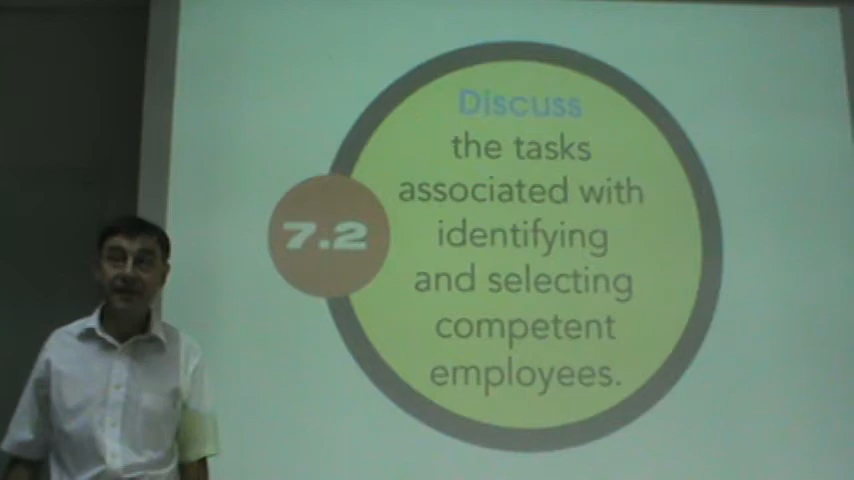 Discuss
the tasks
associated with
7.2
identifying
and selecting
competent
employees.